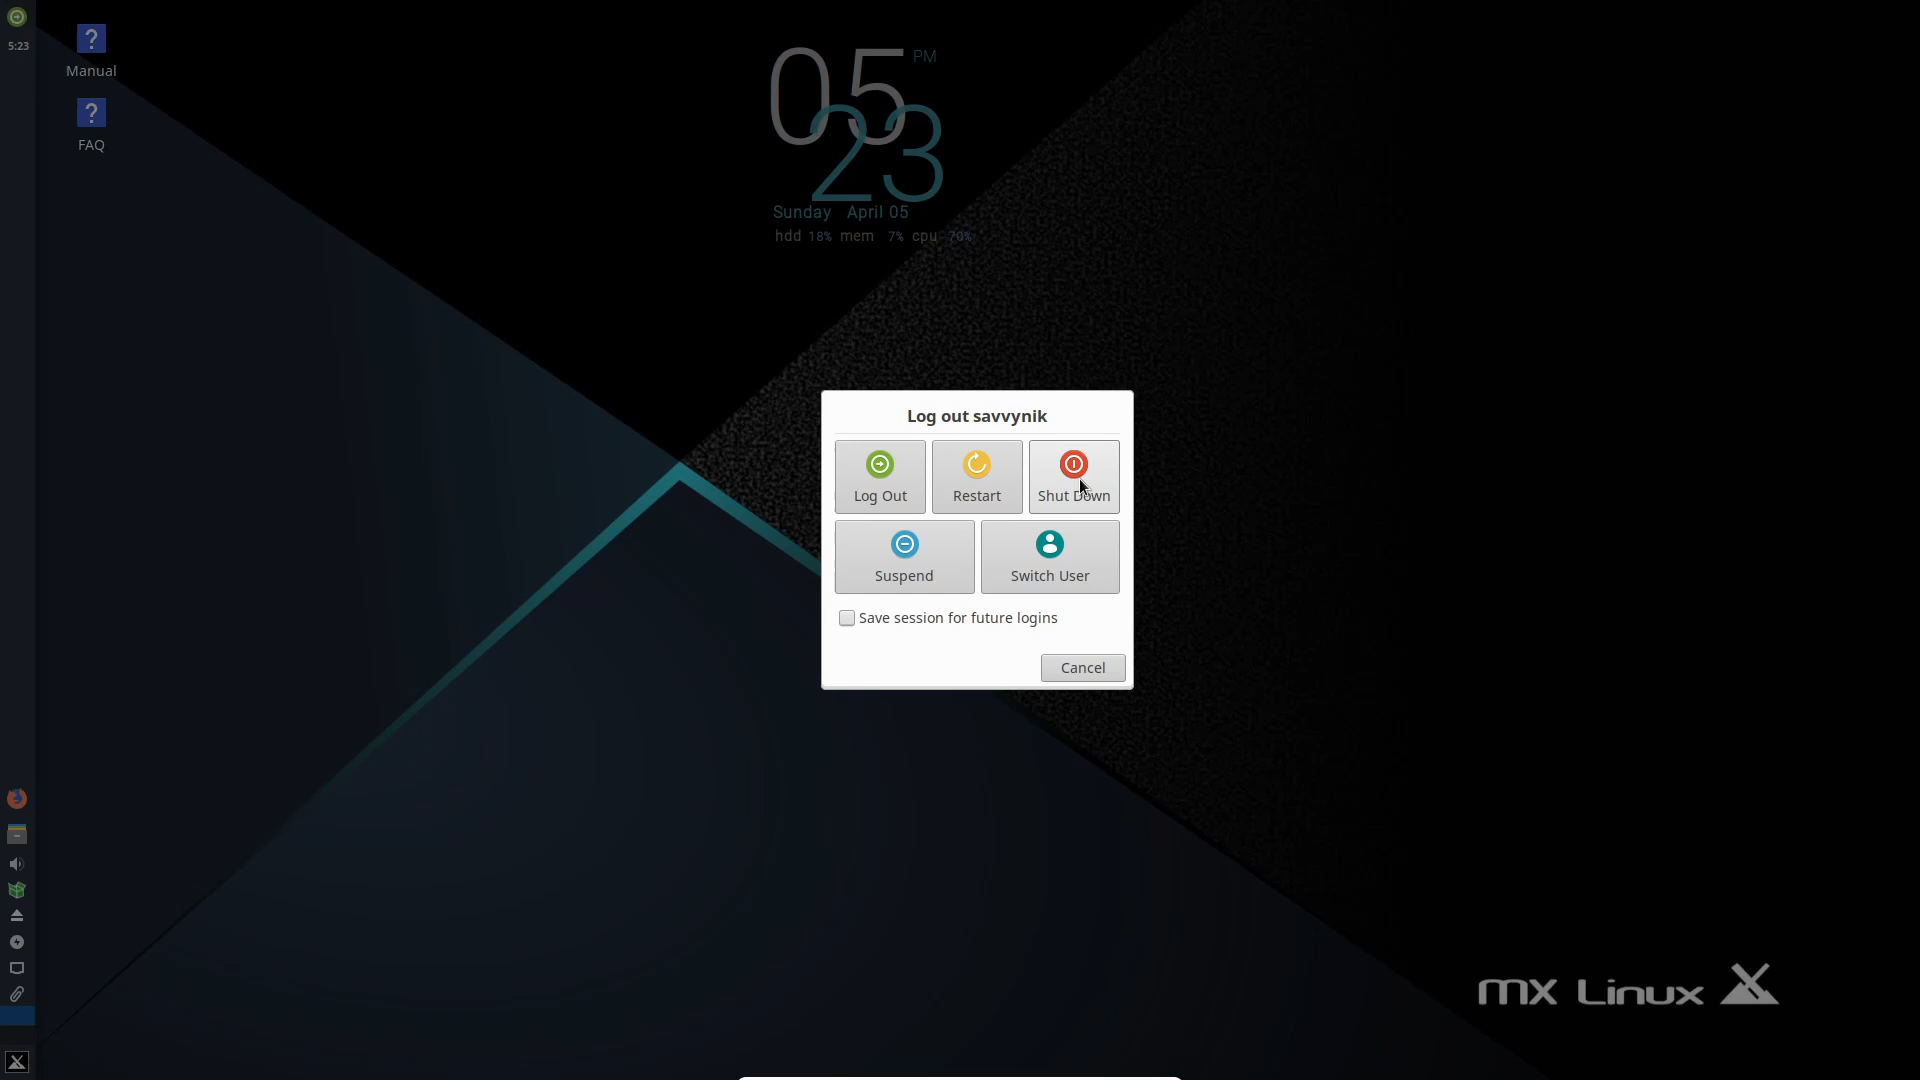 5:23
Manual
FAQ
05 PM
23
Sunday April 05
hdd 18% mem 7% cpu 70%
Log out savvynik
Log Out Restart Shut Down
Suspend Switch User
Save session for future logins
Cancel
mx Linux